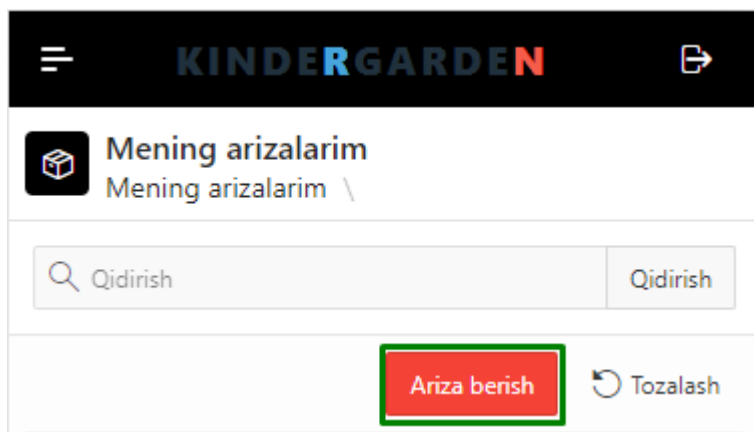 KINDERGARDEN
Mening arizalarim
Mening arizalarim \
Qidirish Qidirish
Ariza berish Tozalash